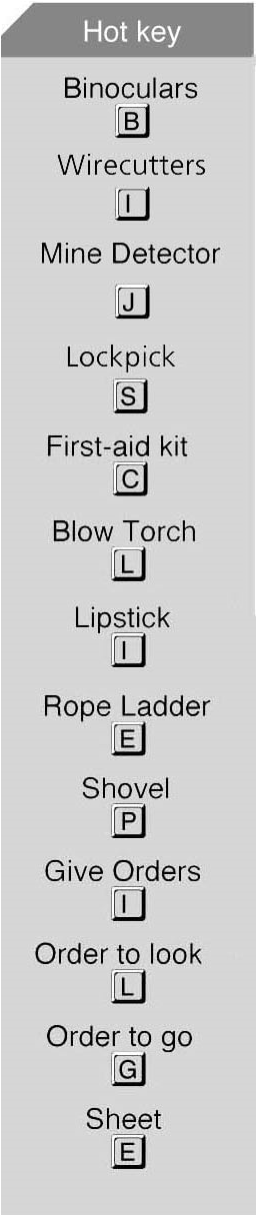 Hot key
Binoculars
B
Wirecutters
I
Mine Detector
J
Lockpick
S
First-aid kit
C
Blow Torch
L
Lipstick
I
Rope Ladder
E
Shovel
P
Give Orders
I
Order to look
L
Order to go
G
Sheet
E